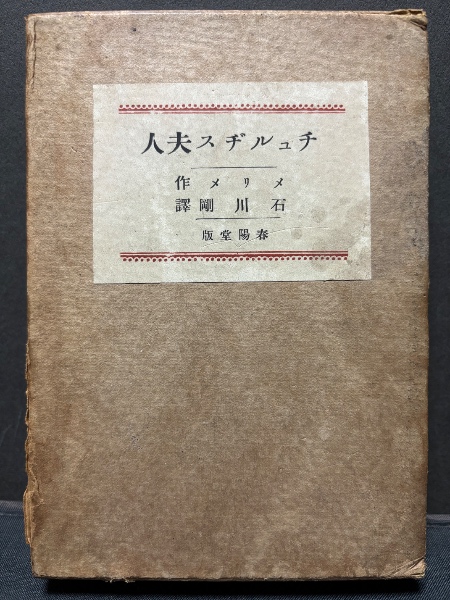 チュルヂス夫人
メリメ作
石川剛譯
春陽堂版